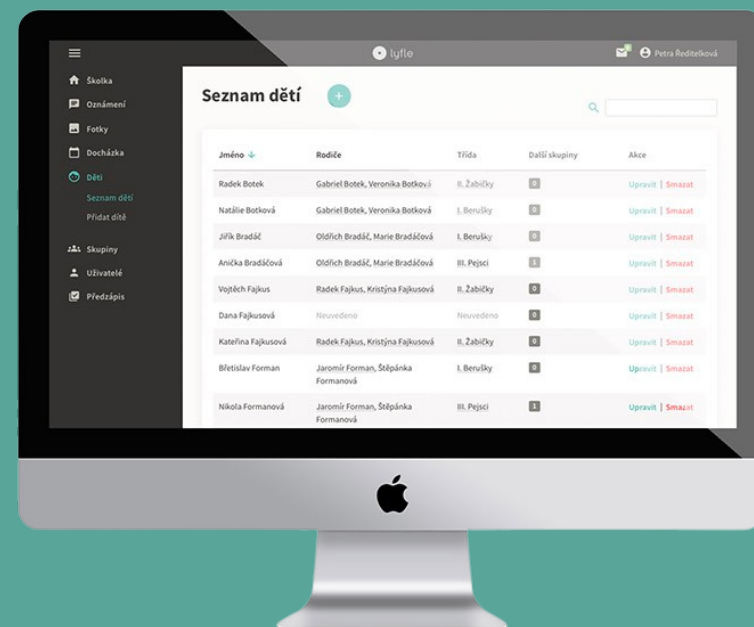 lyfle
8
Petra Ředitelková
Školka
Oznámení
Fotky
Docházka
Děti
Seznam dětí
Přidat dítě
Skupiny
Uživatelé
Předzápis
Seznam dětí +
Jméno Rodiče Třída Další skupiny Akce
Radek Botek Gabriel Botek, Veronika Botková II. Žabičky 0 Upravit | Smazat
Natálie Botková Gabriel Botek, Veronika Botková I. Berušky 0 Upravit | Smazat
Jiřík Bradáč Oldřich Bradáč, Marie Bradáčová I. Berušky 0 Upravit | Smazat
Anička Bradáčová Oldřich Bradáč, Marie Bradáčová III. Pejsci 1 Upravit | Smazat
Vojtěch Fajkus Radek Fajkus, Kristýna Fajkusová II. Žabičky 0 Upravit | Smazat
Dana Fajkusová Neuvedeno Neuvedeno 0 Upravit | Smazat
Kateřina Fajkusová Radek Fajkus, Kristýna Fajkusová II. Žabičky 0 Upravit | Smazat
Břetislav Forman Jaromír Forman, Štěpánka I. Berušky 0 Upravit | Smazat
Formanová
Nikola Formanová Jaromír Forman, Štěpánka III. Pejsci 1 Upravit | Smazat
Formanová